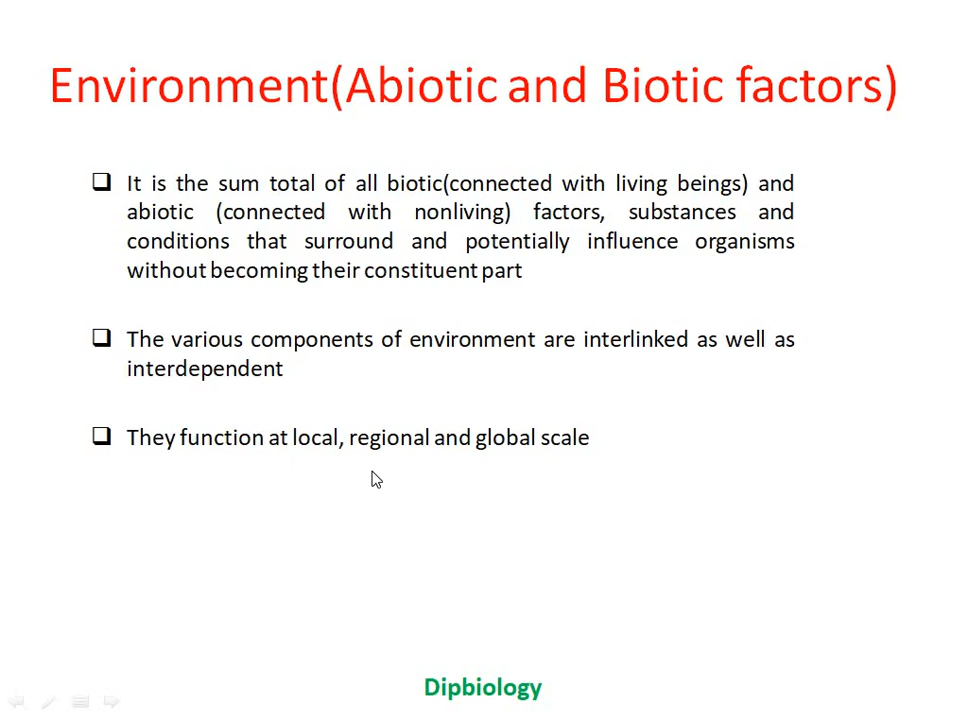 Environment(Abiotic and Biotic factors)
It is the sum total of all biotic(connected with living beings) and
abiotic (connected with nonliving) factors, substances and
conditions that surround and potentially influence organisms
without becoming their constituent part
The various components of environment are interlinked as well as
interdependent
They function at local, regional and global scale
Dipbiology